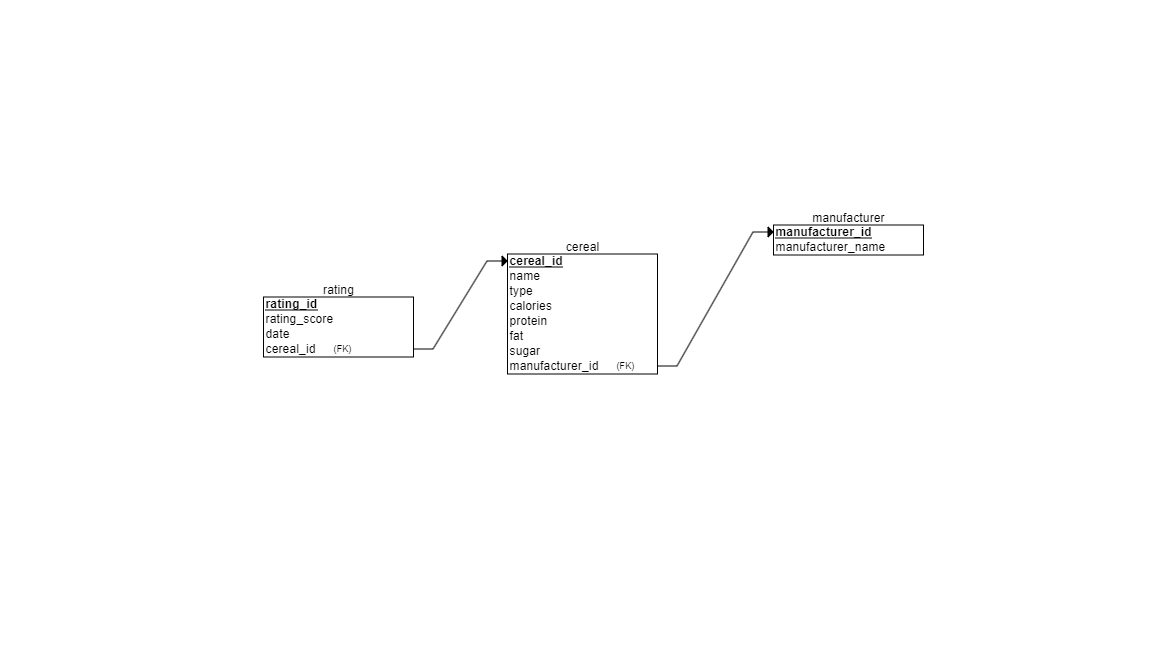 rating
rating_id
rating_score
date
cereal_id (FK)
cereal
cereal_id
name
type
calories
protein
fat
sugar
manufacturer_id (FK)
manufacturer
manufacturer_id
manufacturer_name